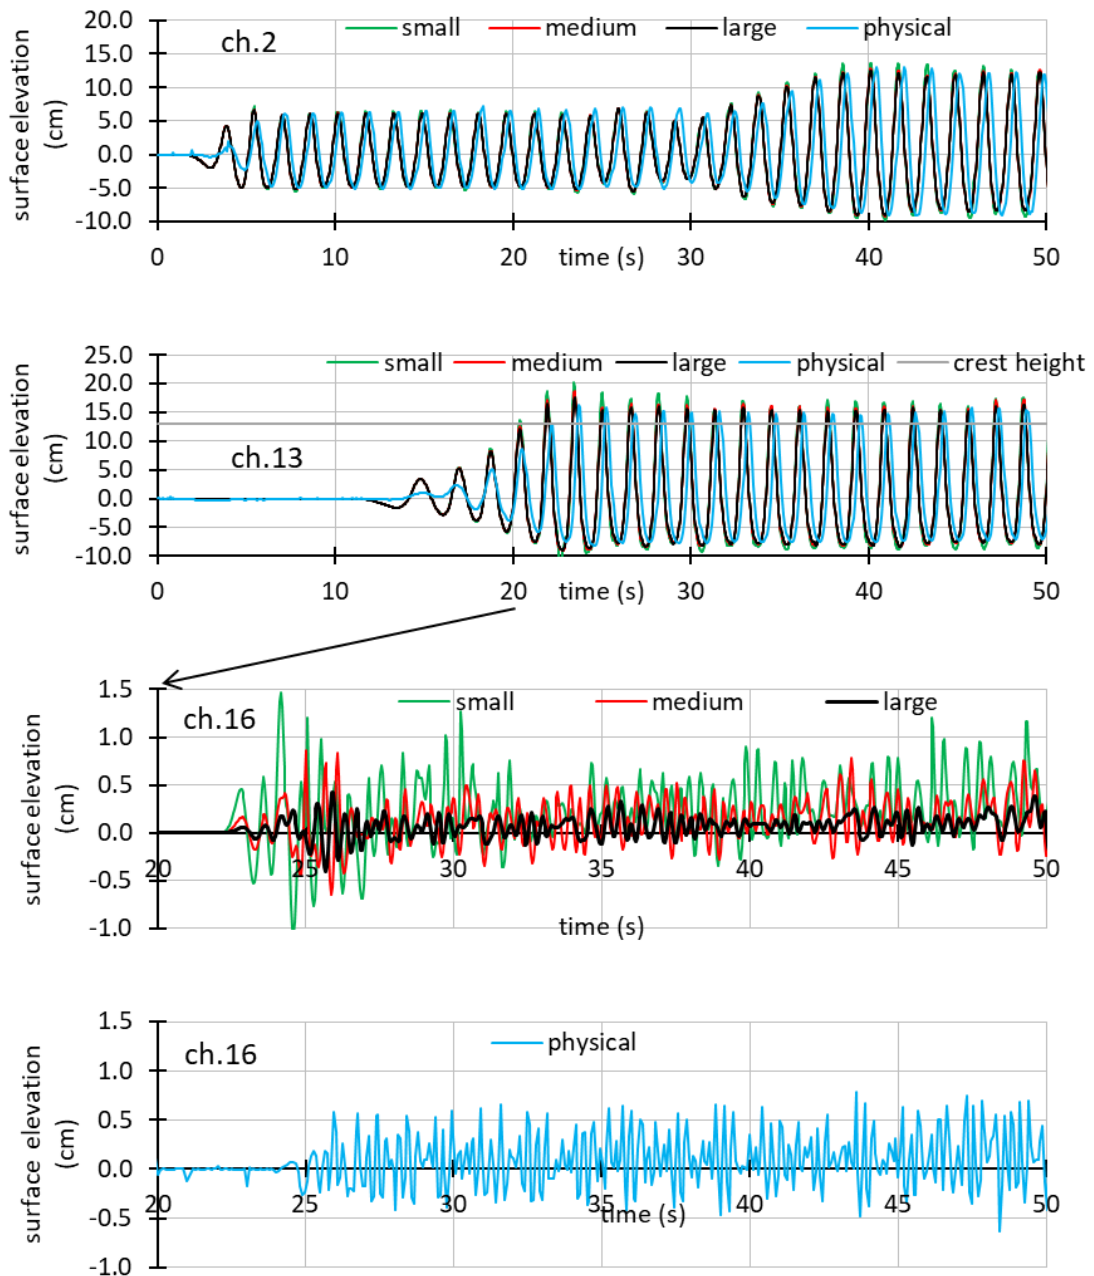 small medium large physical
ch.2
surface elevation
(cm)
20.0
15.0
10.0
5.0
0.0
-5.0
-10.0
0 10 20 30 40 50
time (s)
small medium large physical crest height
ch.13
surface elevation
(cm)
25.0
20.0
15.0
10.0
5.0
0.0
-5.0
-10.0
0 10 20 30 40 50
time (s)
small medium large
ch.16
surface elevation
(cm)
1.5
1.0
0.5
0.0
-0.5
-1.0
20 25 30 35 40 45 50
time (s)
physical
ch.16
surface elevation
(cm)
1.5
1.0
0.5
0.0
-0.5
-1.0
20 25 30 35 40 45 50
time (s)